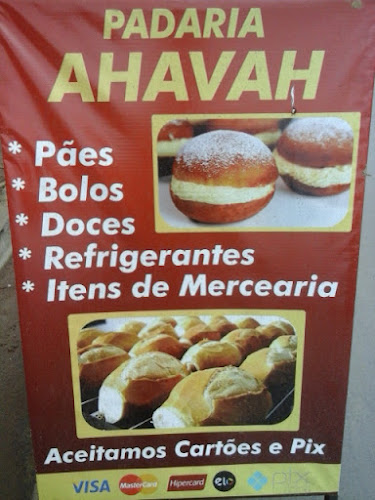 PADARIA
AHAVAH
* Pães
* Bolos
* Doces
* Refrigerantes
* Itens de Mercearia
Aceitamos Cartões e Pix
VISA MasterCard Hipercard elo pix